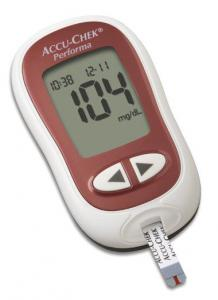 ACCU-CHEK®
Performa
10:38 12-11
104
mg/dL
ACCU-CHEK